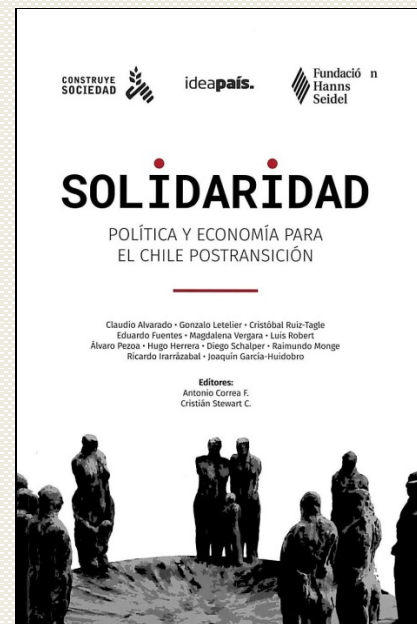 CONSTRUYE
SOCIEDAD
ideapaís.
Fundació n
Hanns
Seidel
SOLiDARiDAD
POLÍTICA Y ECONOMÍA PARA
EL CHILE POSTRANSICIÓN
Claudio Alvarado • Gonzalo Letelier • Cristóbal Ruiz-Tagle
Eduardo Fuentes • Magdalena Vergara • Luis Robert
Álvaro Pezoa • Hugo Herrera • Diego Schalper • Raimundo Monge
Ricardo Irarrázabal • Joaquín García-Huidobro
Editores:
Antonio Correa F.
Cristián Stewart C.